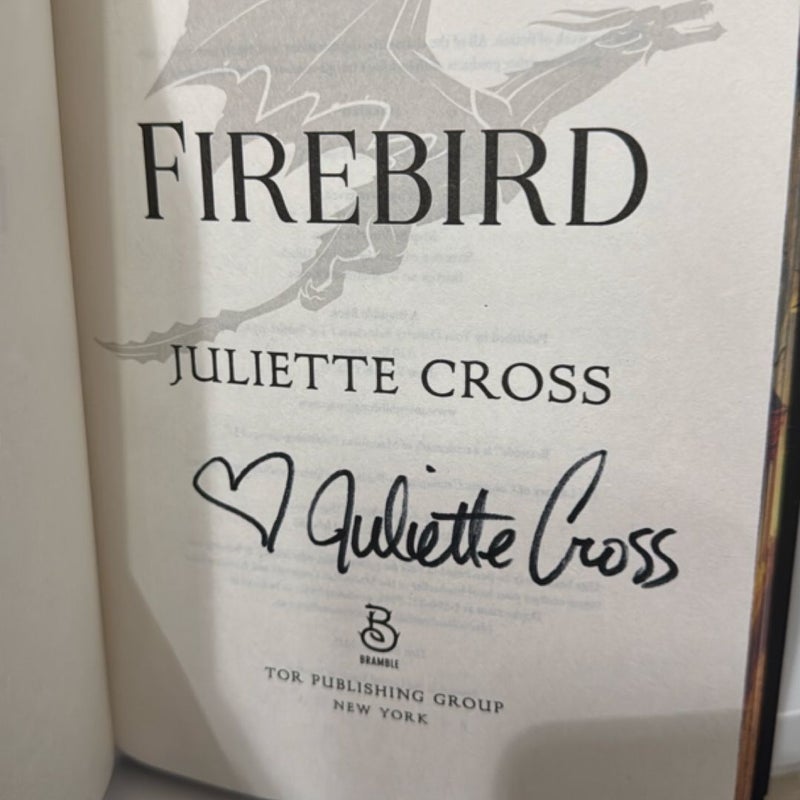 FIREBIRD
JULIETTE CROSS
Juliette Cross
B
BRAMBLE
TOR PUBLISHING GROUP
NEW YORK